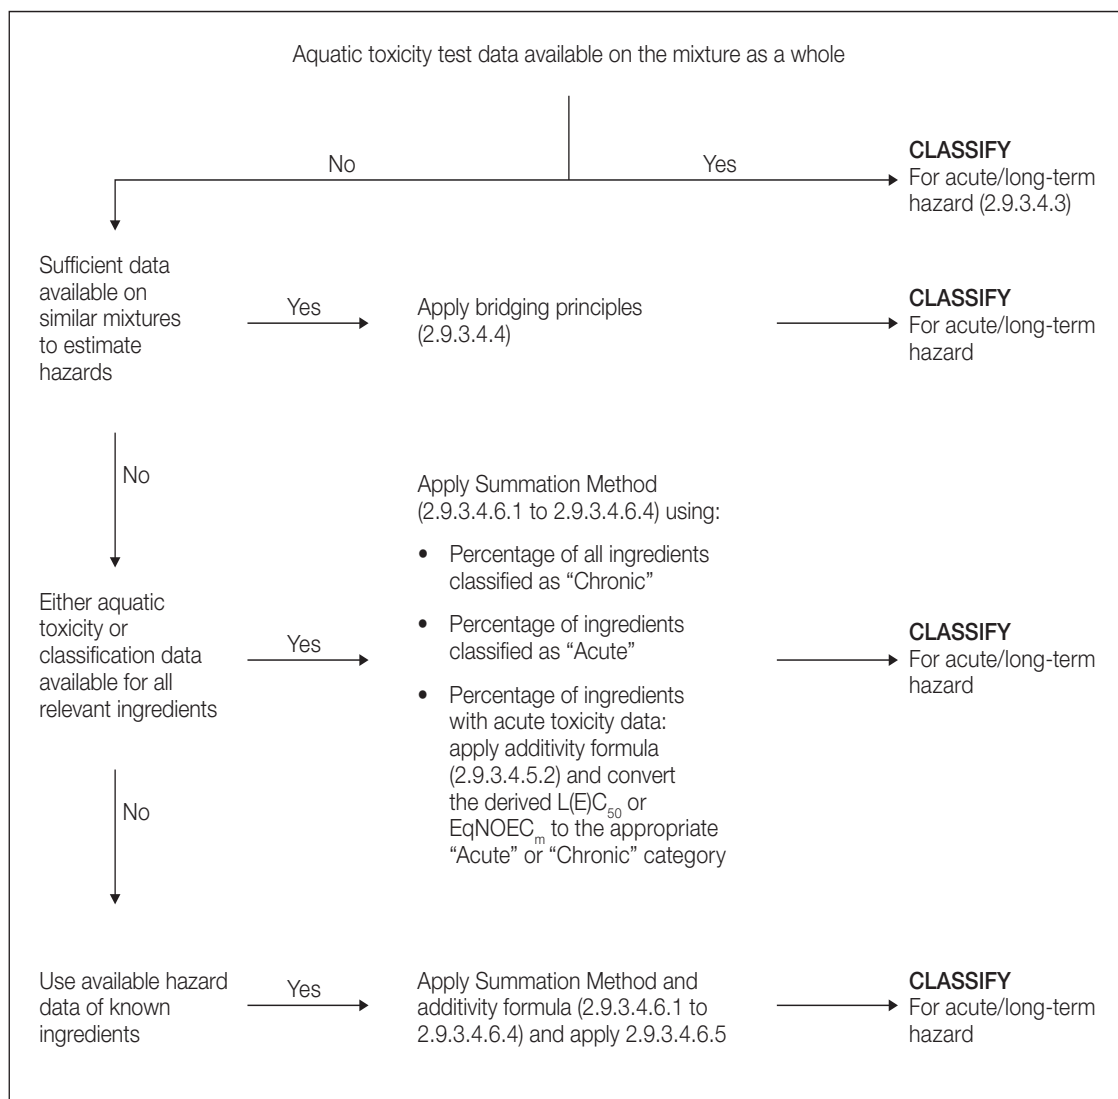 Aquatic toxicity test data available on the mixture as a whole
No
Yes
CLASSIFY
For acute/long-term
hazard (2.9.3.4.3)
Sufficient data
available on
similar mixtures
to estimate
hazards
Yes
Apply bridging principles
(2.9.3.4.4)
CLASSIFY
For acute/long-term
hazard
No
Either aquatic
toxicity or
classification data
available for all
relevant ingredients
Yes
Apply Summation Method
(2.9.3.4.6.1 to 2.9.3.4.6.4) using:
• Percentage of all ingredients
classified as “Chronic”
• Percentage of ingredients
classified as “Acute”
• Percentage of ingredients
with acute toxicity data:
apply additivity formula
(2.9.3.4.5.2) and convert
the derived L(E)C50 or
EqNOECm to the appropriate
“Acute” or “Chronic” category
CLASSIFY
For acute/long-term
hazard
No
Use available hazard
data of known
ingredients
Yes
Apply Summation Method and
additivity formula (2.9.3.4.6.1 to
2.9.3.4.6.4) and apply 2.9.3.4.6.5
CLASSIFY
For acute/long-term
hazard